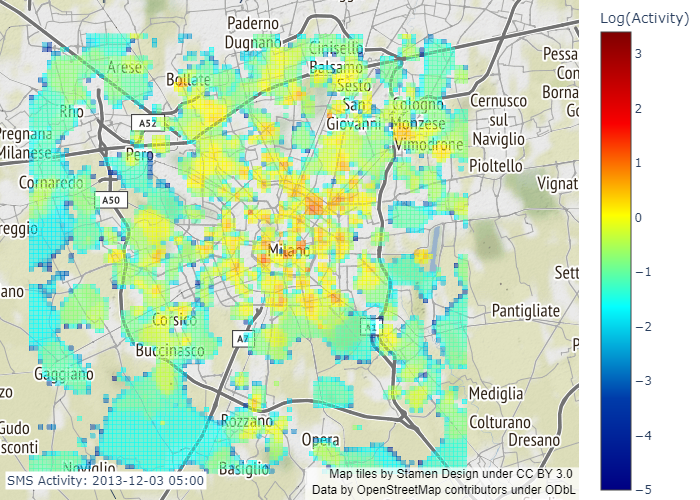 Log(Activity)
3
2
1
0
−1
−2
−3
−4
−5
Paderno
Dugnano
Cinisello
Balsamo
Arese
Bollate
Sesto
San
Giovanni
Cologno
Monzese
Vimodrone
Cernusco
sul
Naviglio
Pessa
Con
Borna
Go
Rho
A52
Pregnana
Milanese
Pero
Pioltello
Cornaredo
Vignat
A50
reggio
Milano
Sett
ano
Pantigliate
Corsico
A1
A7
P
Buccinasco
Gaggiano
zo
Mediglia
Rozzano
Colturano
Gudo
Dresano
sconti
Opera
Noviglio
Basiglio
SMS Activity: 2013-12-03 05:00
Map tiles by Stamen Design under CC BY 3.0
Data by OpenStreetMap contributors under ODbL